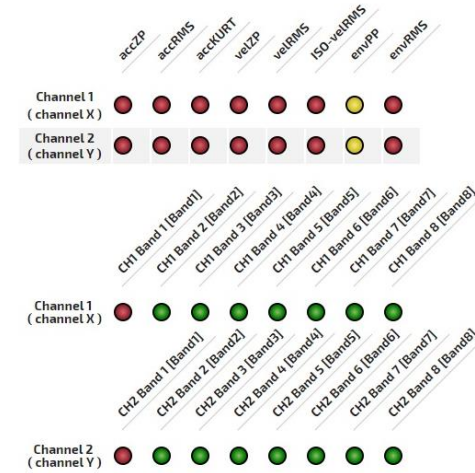 accZP
accRMS
accKURT
velZP
velRMS
ISO-velRMS
envPP
envRMS
Channel 1
( channel X )
Channel 2
( channel Y )
CH1 Band 1 [Band1]
CH1 Band 2 [Band2]
CH1 Band 3 [Band3]
CH1 Band 4 [Band4]
CH1 Band 5 [Band5]
CH1 Band 6 [Band6]
CH1 Band 7 [Band7]
CH1 Band 8 [Band8]
Channel 1
( channel X )
CH2 Band 1 [Band1]
CH2 Band 2 [Band2]
CH2 Band 3 [Band3]
CH2 Band 4 [Band4]
CH2 Band 5 [Band5]
CH2 Band 6 [Band6]
CH2 Band 7 [Band7]
CH2 Band 8 [Band8]
Channel 2
( channel Y )